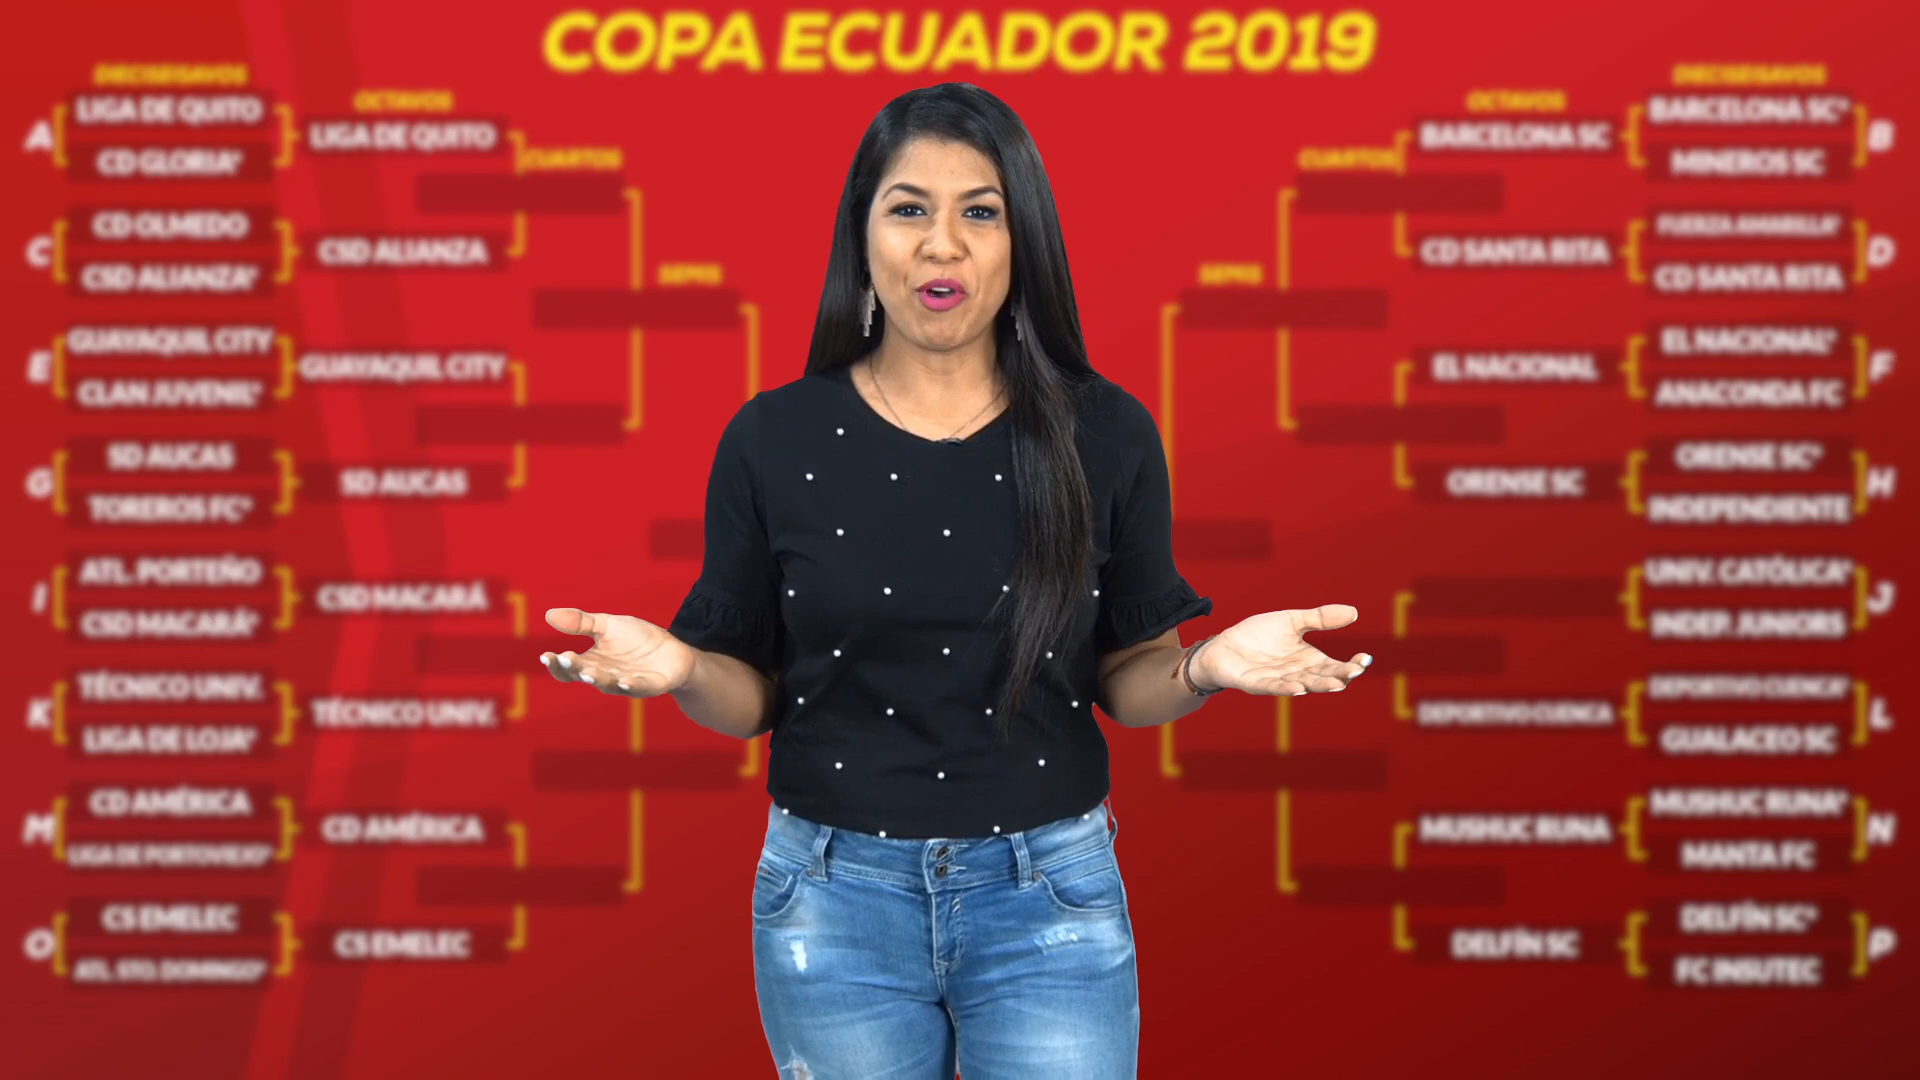 COPA ECUADOR 2019
DIECISEISAVOS
OCTAVOS
CUARTOS
SEMIS
A
LIGA DE QUITO
CD GLORIA*
LIGA DE QUITO
C
CD OLMEDO
CSD ALIANZA*
CSD ALIANZA
E
GUAYAQUIL CITY
CLAN JUVENIL*
GUAYAQUIL CITY
G
SD AUCAS
TOREROS FC*
SD AUCAS
I
ATL. PORTEÑO
CSD MACARÁ*
CSD MACARÁ
K
TÉCNICO UNIV.
LIGA DE LOJA*
TÉCNICO UNIV.
M
CD AMÉRICA
LIGA DE PORTOVIEJO*
CD AMÉRICA
O
CS EMELEC
ATL. STO. DOMINGO*
CS EMELEC
SEMIS
CUARTOS
OCTAVOS
DIECISEISAVOS
BARCELONA SC
BARCELONA SC*
MINEROS SC
B
CD SANTA RITA
FUERZA AMARILLA*
CD SANTA RITA
D
EL NACIONAL
EL NACIONAL*
ANACONDA FC
F
ORENSE SC
ORENSE SC*
INDEPENDIENTE
H
UNIV. CATÓLICA*
INDEP. JUNIORS
J
DEPORTIVO CUENCA
DEPORTIVO CUENCA*
GUALACEO SC
L
MUSHUC RUNA
MUSHUC RUNA*
MANTA FC
N
DELFÍN SC
DELFÍN SC*
FC INSUTEC
P